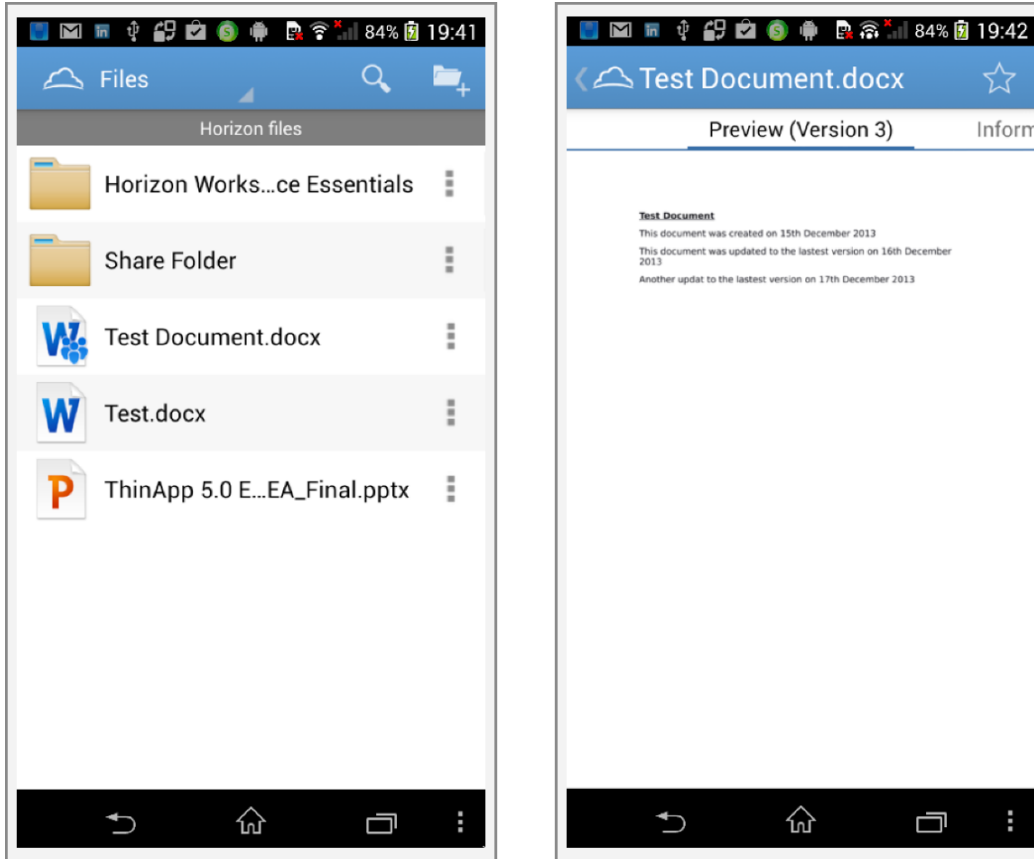 84% 19:41
Files
Horizon files
Horizon Works...ce Essentials
Share Folder
Test Document.docx
Test.docx
ThinApp 5.0 E...EA_Final.pptx
84% 19:42
Test Document.docx
Preview (Version 3) Inform
Test Document
This document was created on 15th December 2013
This document was updated to the lastest version on 16th December
2013
Another updat to the lastest version on 17th December 2013